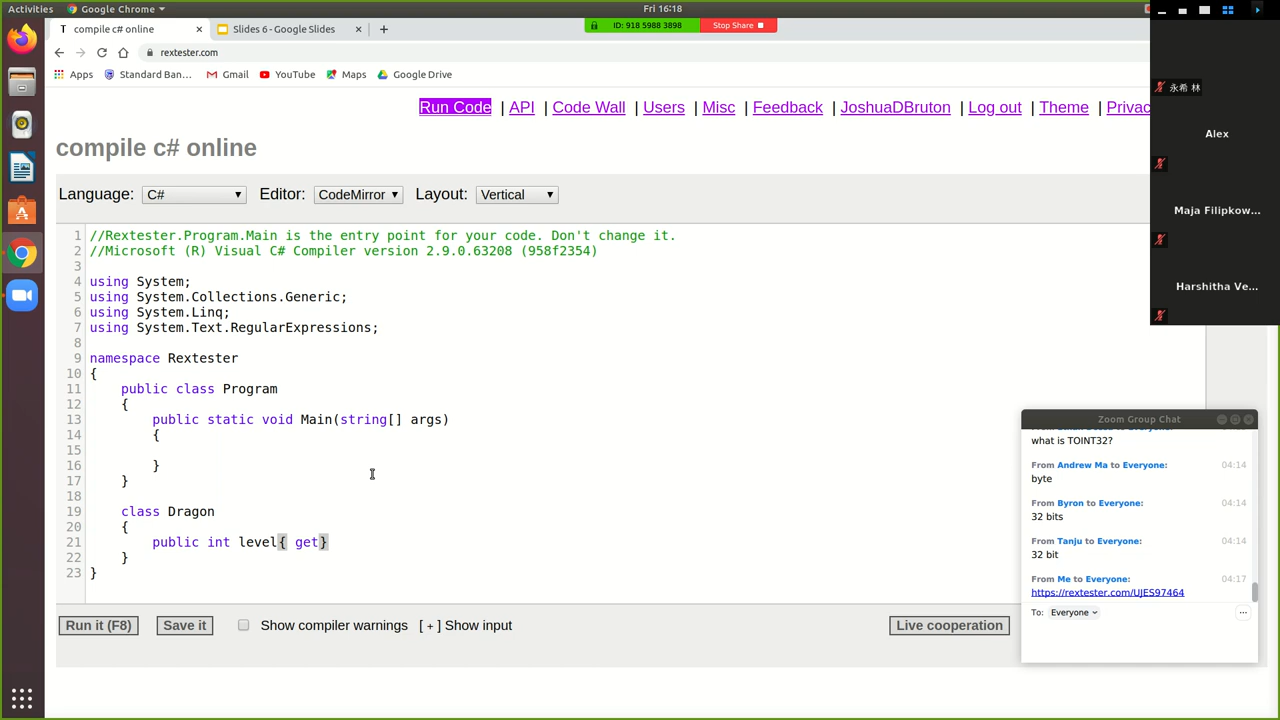 Activities
Google Chrome
Fri 16:18
compile c# online
Slides 6 - Google Slides
ID: 918 5988 3898
Stop Share
rextester.com
Apps
Standard Ban...
Gmail
YouTube
Maps
Google Drive
Run Code | API | Code Wall | Users | Misc | Feedback | JoshuaDBruton | Log out | Theme | Privac
compile c# online
Language: C# Editor: CodeMirror Layout: Vertical
1 //Rextester.Program.Main is the entry point for your code. Don't change it.
2 //Microsoft (R) Visual C# Compiler version 2.9.0.63208 (958f2354)
3
4 using System;
5 using System.Collections.Generic;
6 using System.Linq;
7 using System.Text.RegularExpressions;
8
9 namespace Rextester
10 {
11 public class Program
12 {
13 public static void Main(string[] args)
14 {
15
16 }
17 }
18
19 class Dragon
20 {
21 public int level{ get}
22 }
23 }
Run it (F8)
Save it
Show compiler warnings
[ + ] Show input
Live cooperation
永希 林
Alex
Maja Filipkow...
Harshitha Ve...
Zoom Group Chat
what is TOINT32?
From Andrew Ma to Everyone: 04:14
byte
From Byron to Everyone: 04:14
32 bits
From Tanju to Everyone: 04:14
32 bit
From Me to Everyone: 04:17
https://rextester.com/UJES97464
To: Everyone